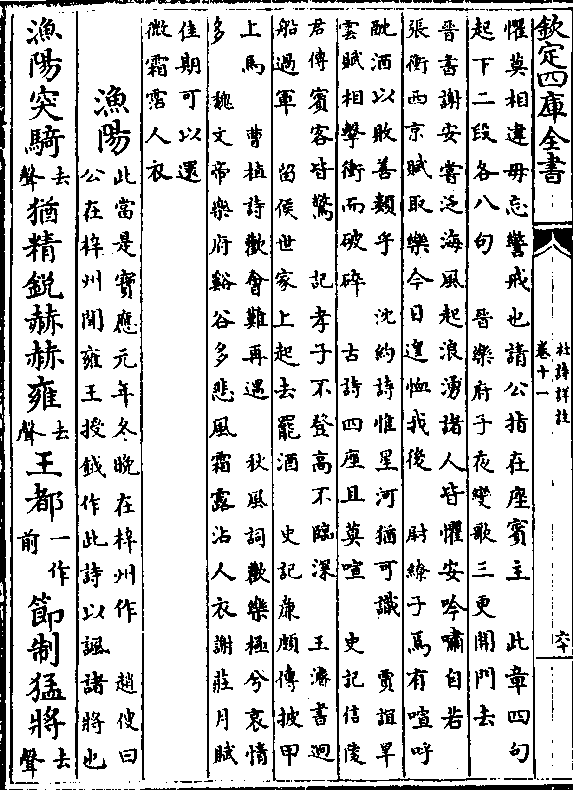 欽定四庫全書
杜詩詳註
卷十一
六十
懼莫相違毋忘警戒也諸公指在座賓主　此章四句
起下二段各八句　晉樂府子夜變歌三更開門去
晉書謝安嘗泛海風起浪湧諸人皆懼安吟嘯自若
張衡西京賦取樂今日遑恤我後　尉繚子馬有喧呼
酖酒以敗善類乎　沈約詩惟星河猶可識　賈誼旱
雲賦相擊衝而破碎　古詩四座且莫喧　史記信陵
君傳賓客皆驚　記孝子不登高不臨深　王濬書迥
船過軍　留侯世家上起去罷酒　史記廉頗傳披甲
上馬　曹植詩歡會難再遇　秋風詞歡樂極兮哀情
多　魏文帝樂府谿谷多悲風霜露沾人衣謝莊月賦
佳期可以還
微霜霑人衣
漁陽 此當是寶應元年冬晚在梓州作　趙傁曰
公在梓州聞雍王授鉞作此詩以諷諸將也
漁陽突騎去聲猶精銳赫赫雍去聲王都一作前節制猛將去聲